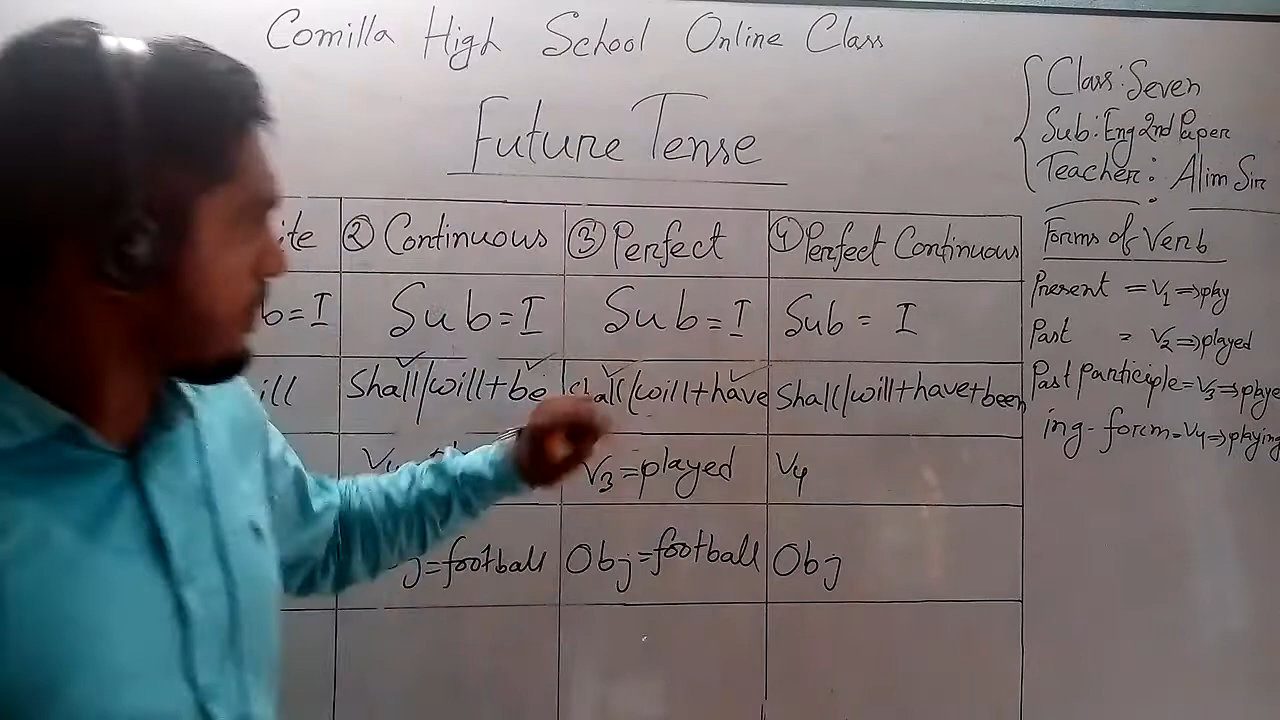 Comilla High School Online Class
Future Tense
Class: Seven
Sub: Eng 2nd Paper
Teacher: Alim Sir
ite ② Continuous ③ Perfect ④ Perfect Continuous
b=I Sub=I Sub=I Sub = I
ill Shall/will+be Shall/will+have Shall/will+have+been
V3=played V4
j=football Obj=football Obj
Forms of Verb
Present = V1⇒play
Past = V2⇒played
Past Participle=V3⇒playe
ing-form=V4⇒playing